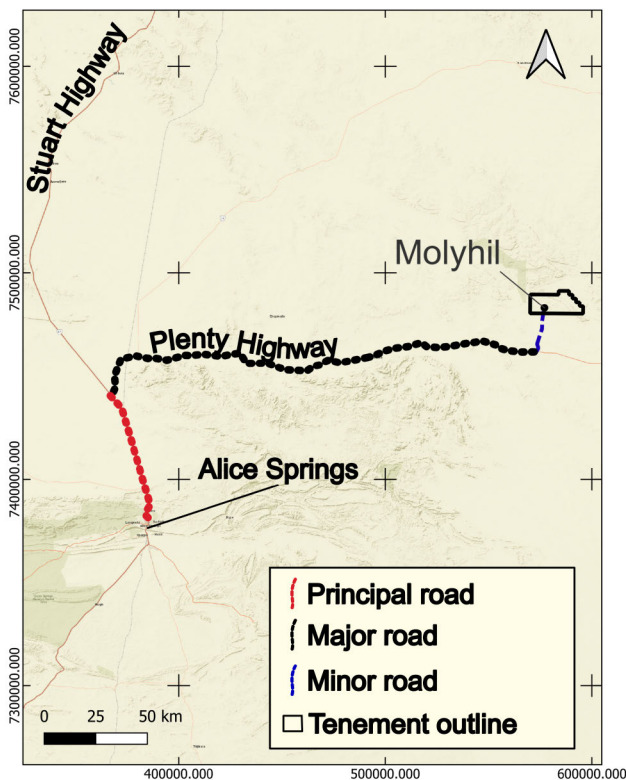 Stuart Highway
Molyhil
Plenty Highway
Alice Springs
Principal road
Major road
Minor road
Tenement outline
0 25 50 km
7600000.000
7500000.000
7400000.000
7300000.000
400000.000 500000.000 600000.000